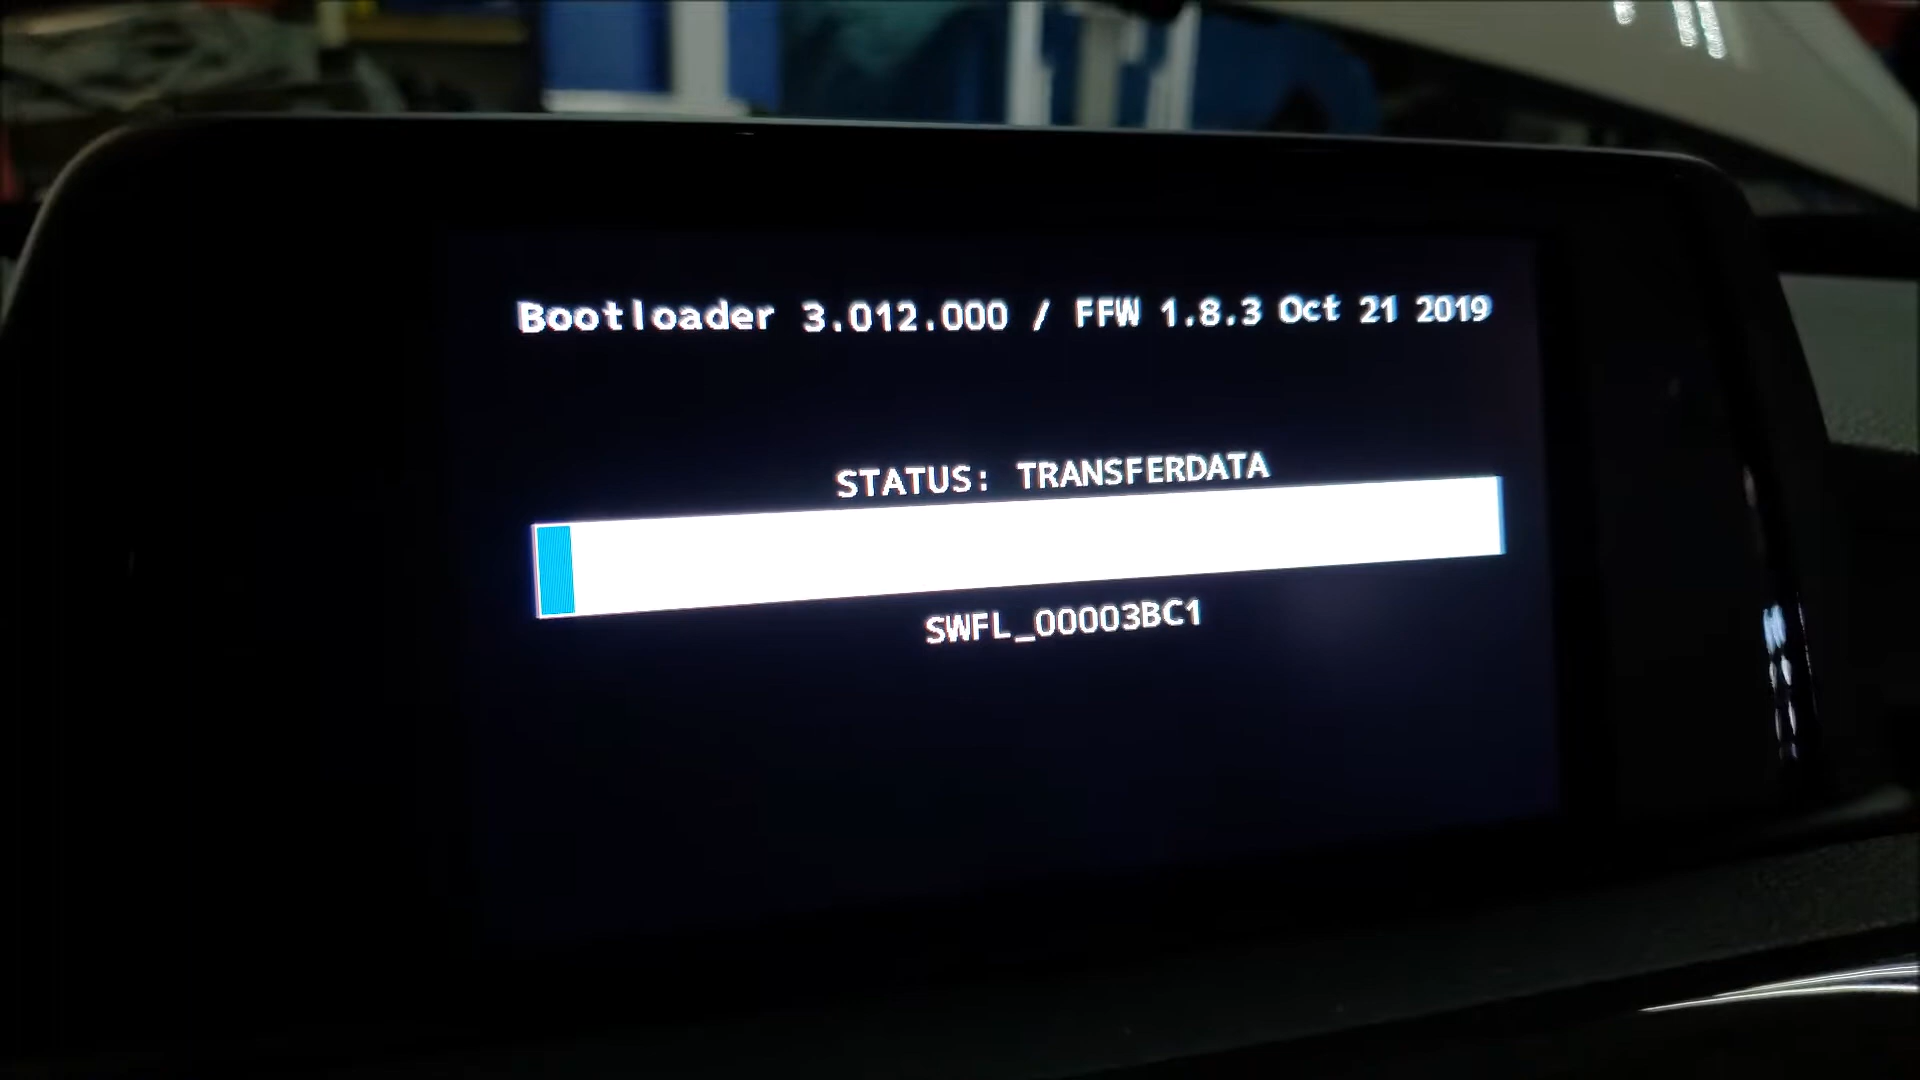 Bootloader 3.012.000 / FFW 1.8.3 Oct 21 2019
STATUS: TRANSFERDATA
SWFL_00003BC1